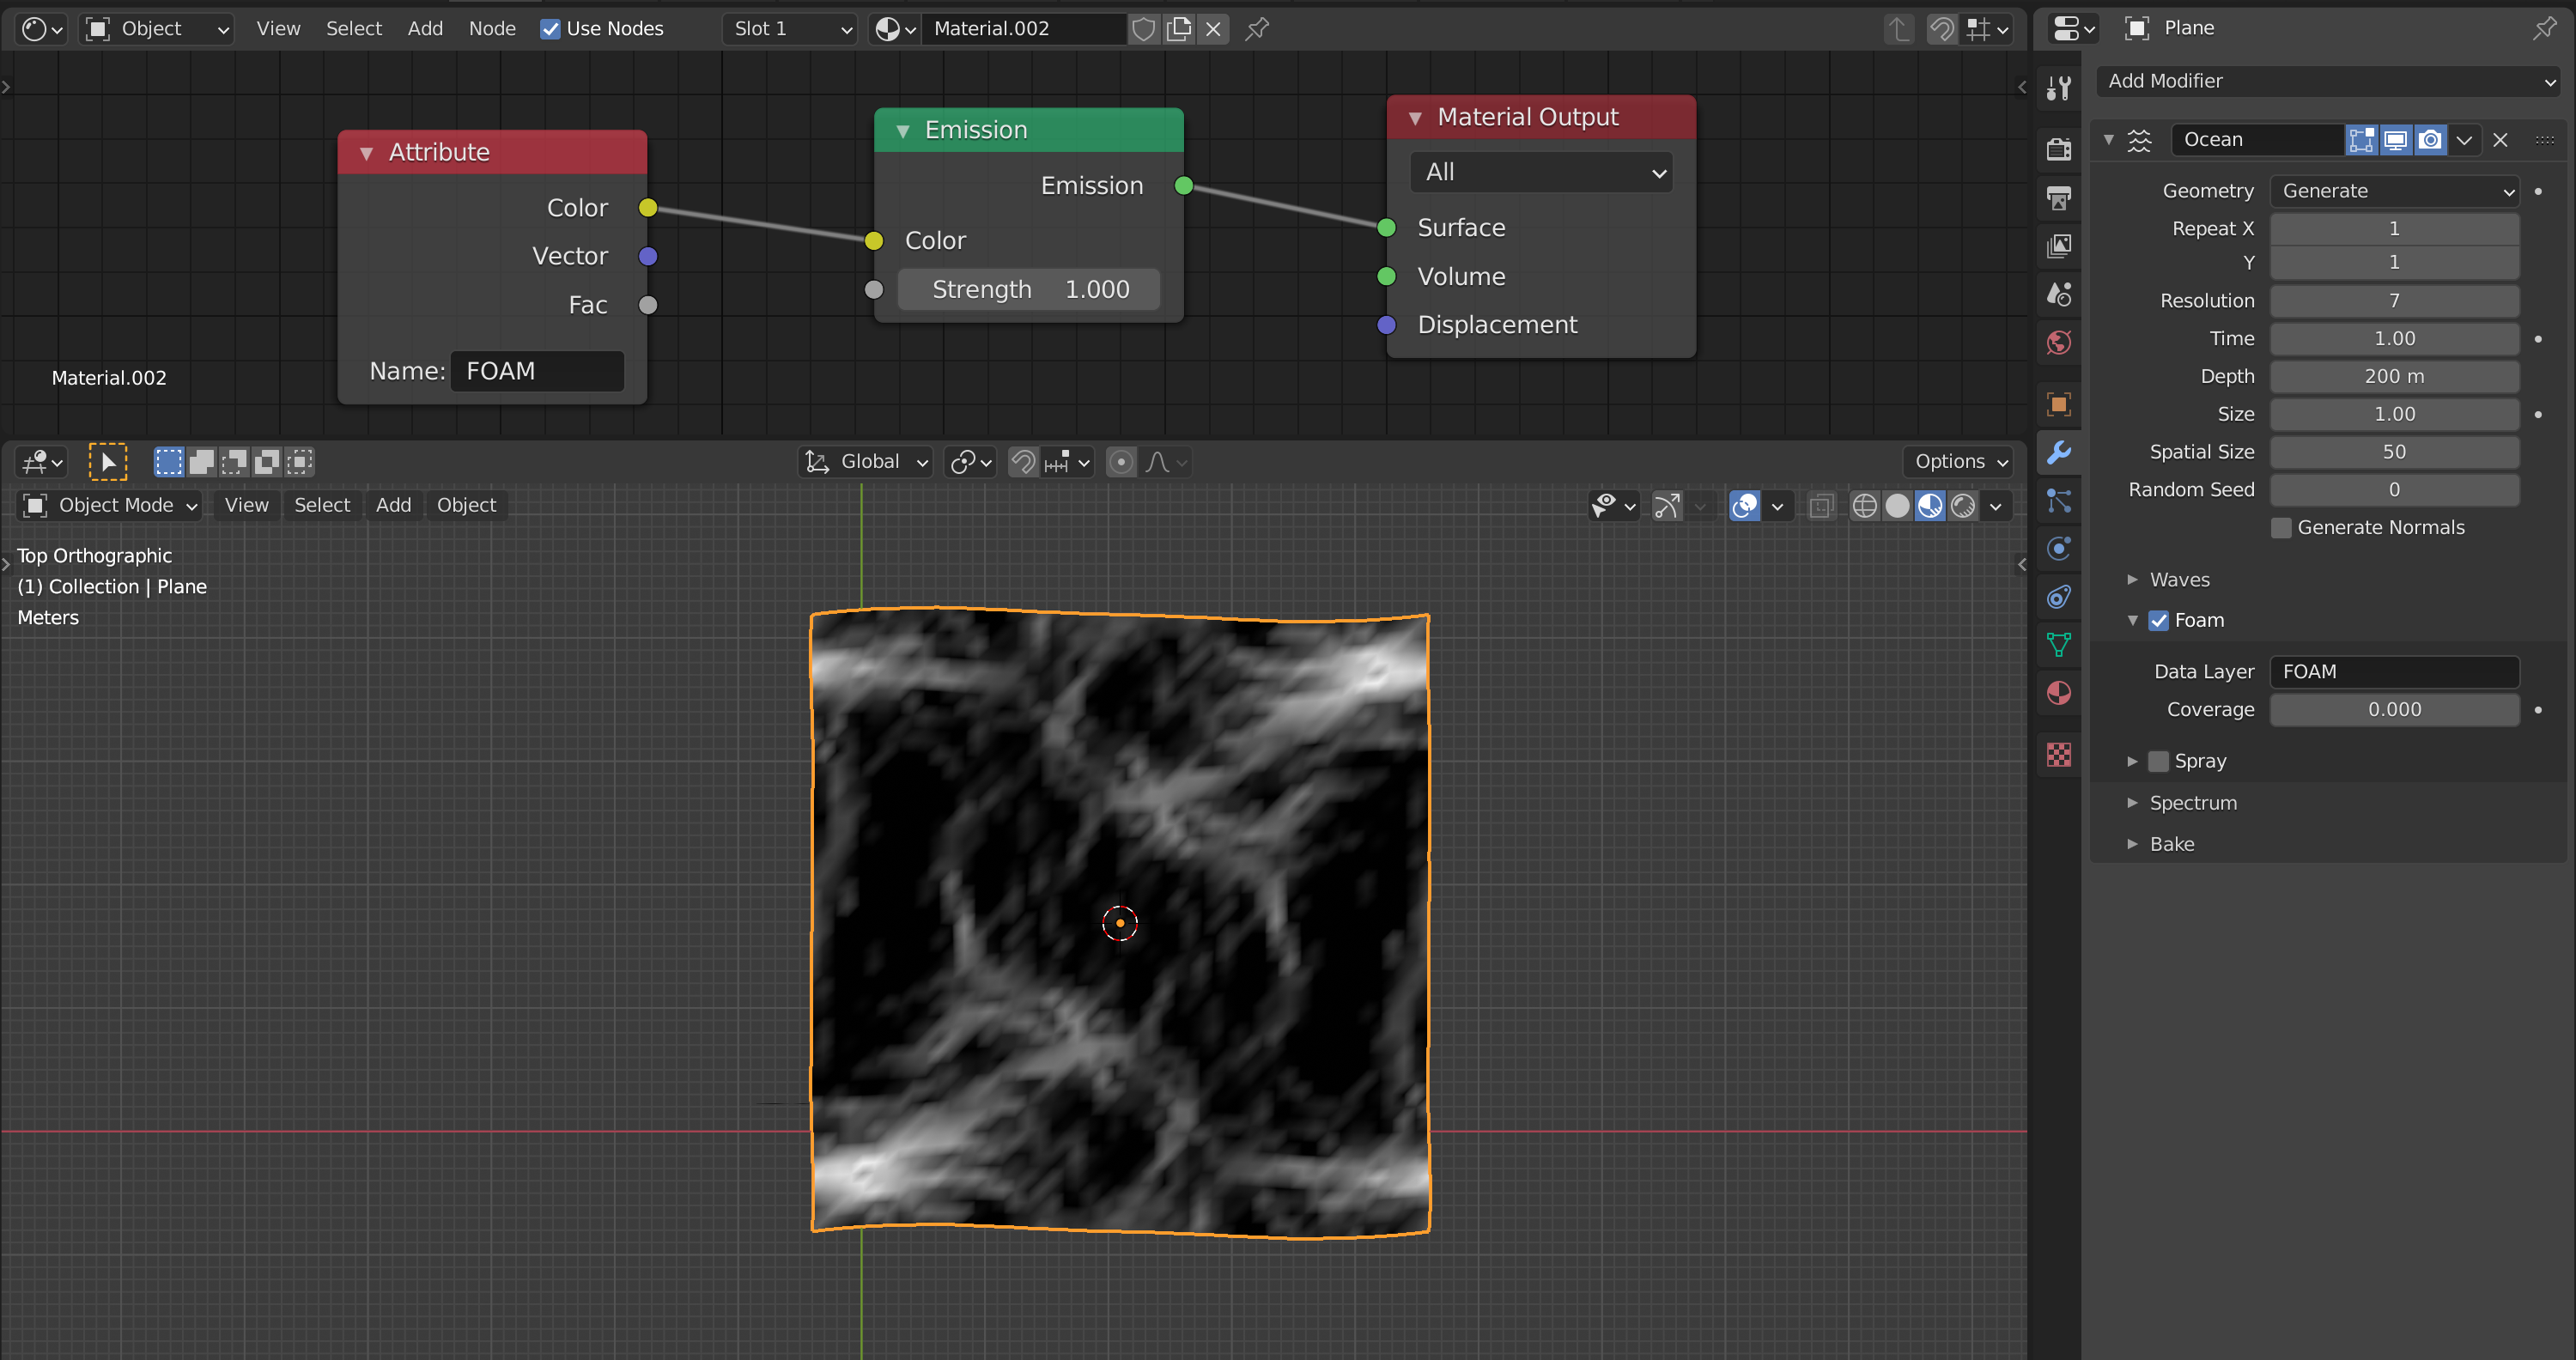 Object View Select Add Node Use Nodes Slot 1 Material.002
Attribute
Color
Vector
Fac
Name: FOAM
Material.002
Emission
Emission
Color
Strength 1.000
Material Output
All
Surface
Volume
Displacement
Global Options
Object Mode View Select Add Object
Top Orthographic
(1) Collection | Plane
Meters
Plane
Add Modifier
Ocean
Geometry Generate
Repeat X 1
Y 1
Resolution 7
Time 1.00
Depth 200 m
Size 1.00
Spatial Size 50
Random Seed 0
Generate Normals
Waves
Foam
Data Layer FOAM
Coverage 0.000
Spray
Spectrum
Bake